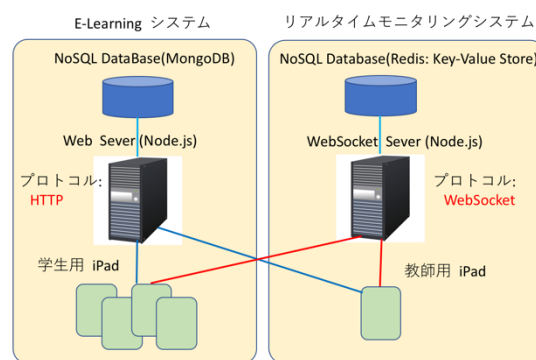 E-Learning システム
NoSQL DataBase(MongoDB)
Web Sever (Node.js)
プロトコル:
HTTP
学生用 iPad
リアルタイムモニタリングシステム
NoSQL Database(Redis: Key-Value Store)
WebSocket Sever (Node.js)
プロトコル:
WebSocket
教師用 iPad